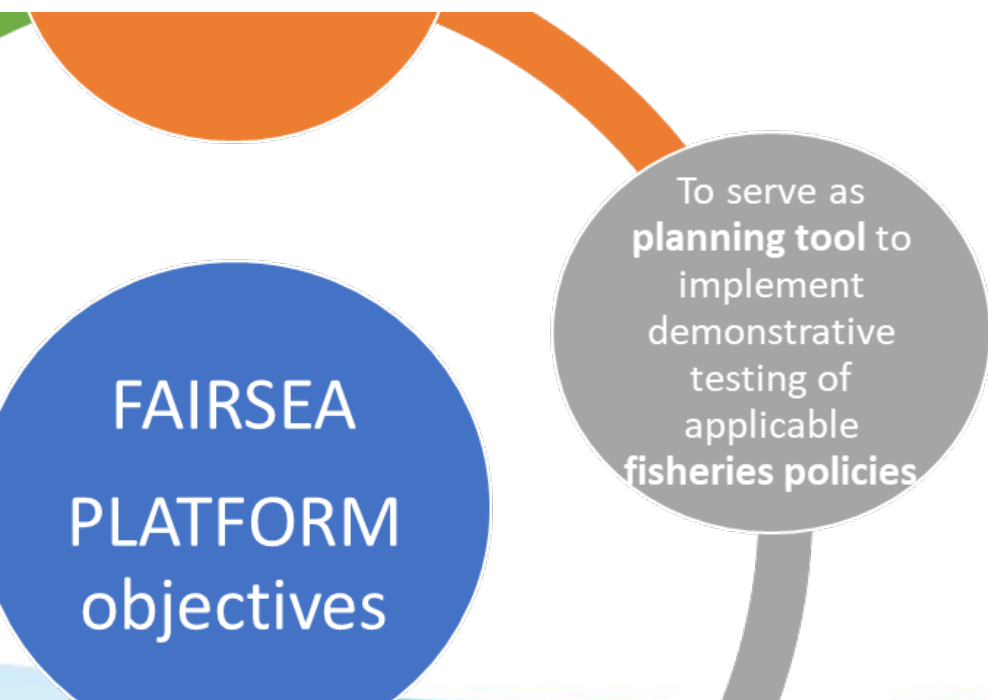 To serve as
planning tool to
implement
demonstrative
testing of
applicable
fisheries policies
FAIRSEA
PLATFORM
objectives